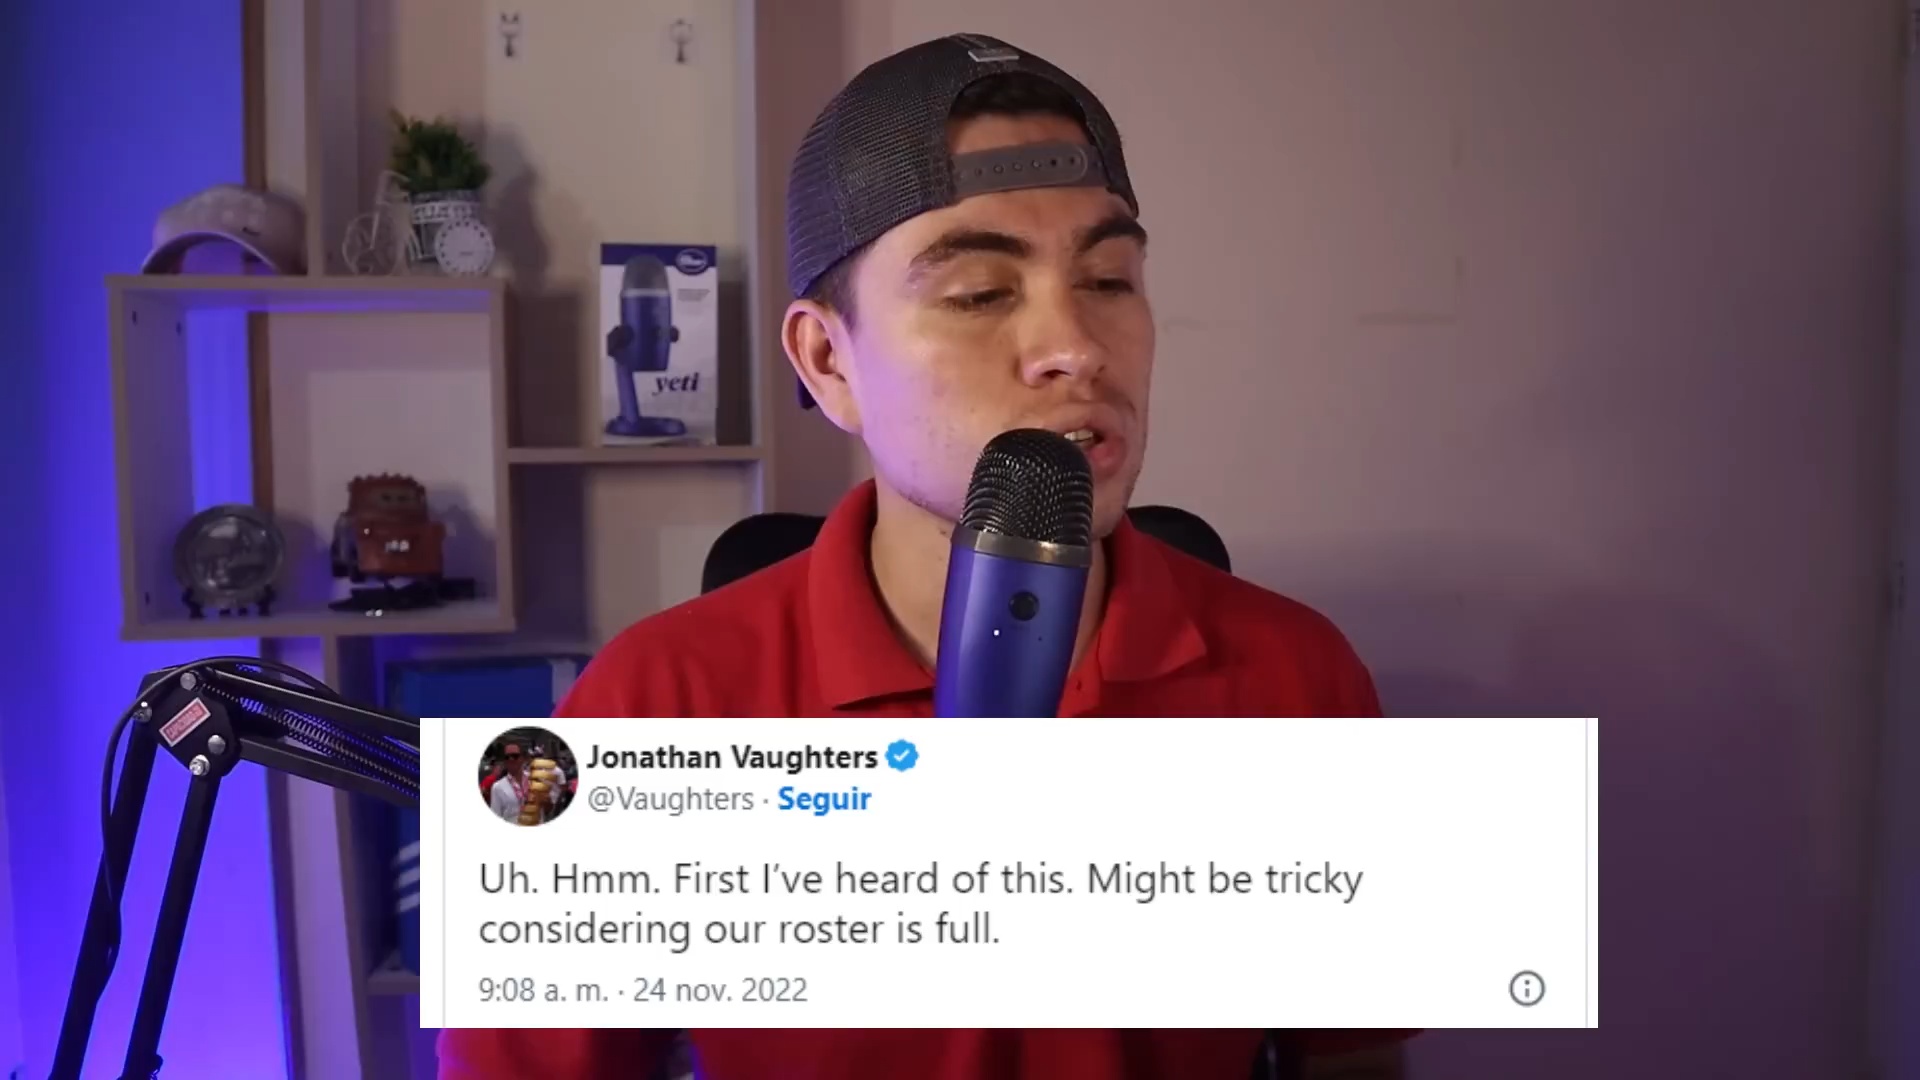 yeti
Jonathan Vaughters
@Vaughters · Seguir
Uh. Hmm. First I've heard of this. Might be tricky
considering our roster is full.
9:08 a. m. · 24 nov. 2022